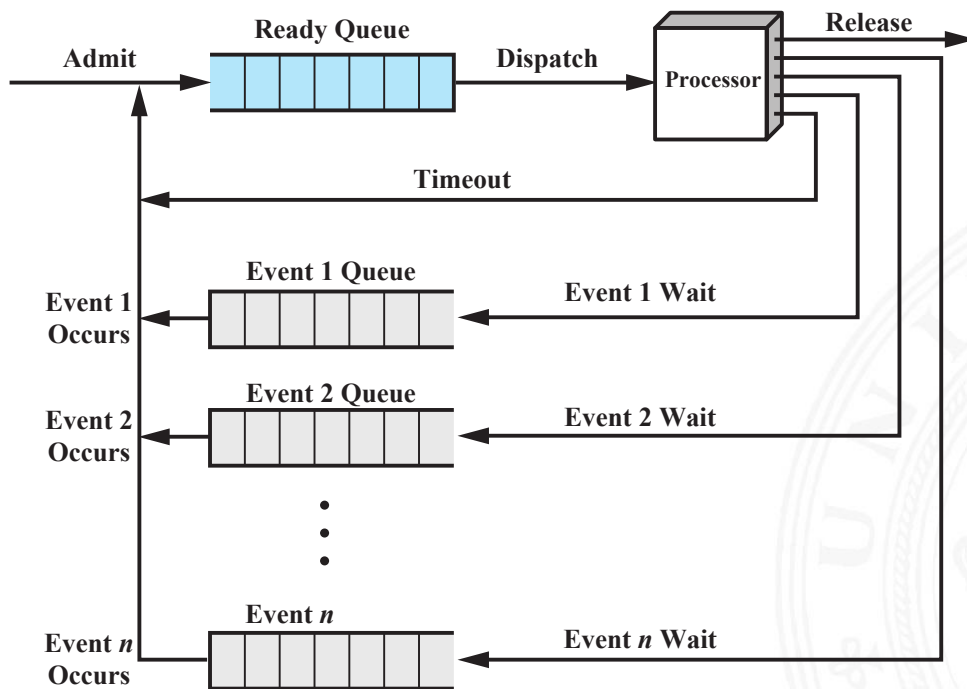 Ready Queue
Admit
Dispatch
Processor
Release
Timeout
Event 1 Queue
Event 1
Occurs
Event 1 Wait
Event 2 Queue
Event 2
Occurs
Event 2 Wait
Event n
Event n
Occurs
Event n Wait
U N I